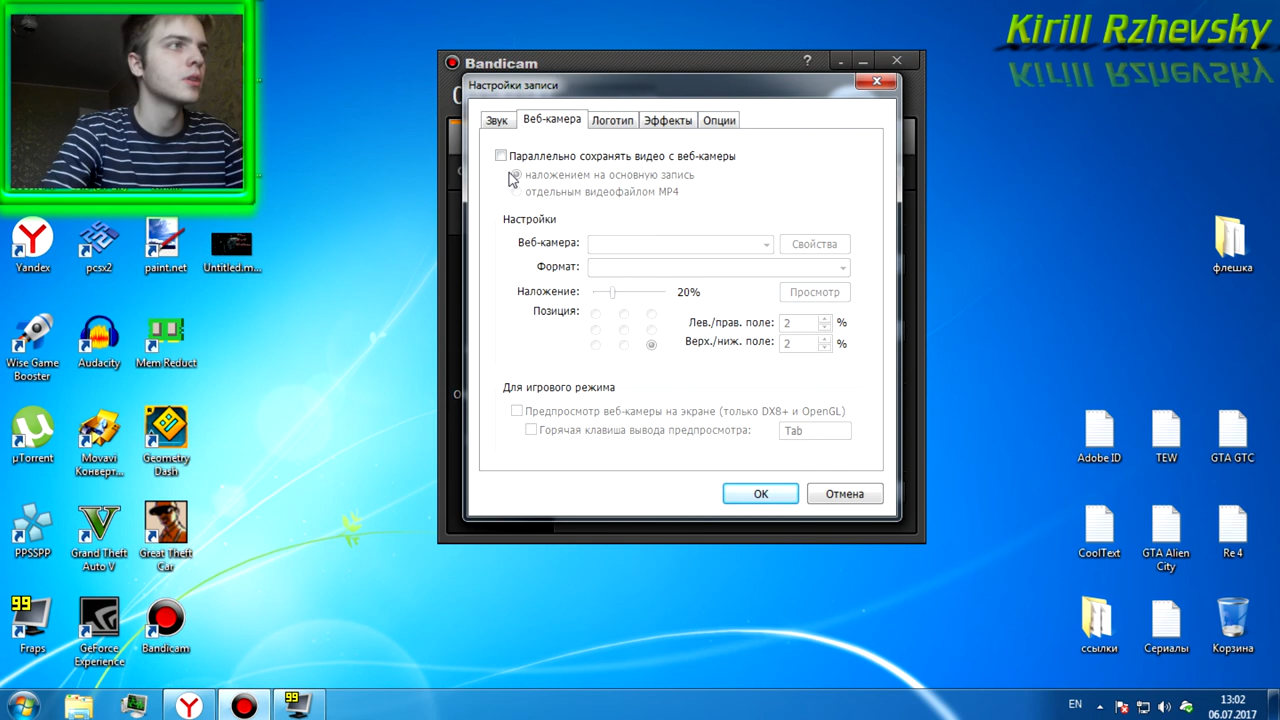 Kirill Rzhevsky
Bandicam
?
Настройки записи
Звук
Веб-камера
Логотип
Эффекты
Опции
Параллельно сохранять видео с веб-камеры
наложением на основную запись
отдельным видеофайлом MP4
Настройки
Веб-камера:
Свойства
Формат:
Наложение:
20%
Просмотр
Позиция:
Лев./прав. поле: 2 %
Верх./ниж. поле: 2 %
Для игрового режима
Предпросмотр веб-камеры на экране (только DX8+ и OpenGL)
Горячая клавиша вывода предпросмотра: Tab
OK
Отмена
Yandex
pcsx2
paint.net
Untitled.m...
Wise Game
Booster
Audacity
Mem Reduct
µTorrent
Movavi
Конверт...
Geometry
Dash
PPSSPP
Grand Theft
Auto V
Great Theft
Car
99
Fraps
GeForce
Experience
Bandicam
флешка
Adobe ID
TEW
GTA GTC
CoolText
GTA Alien
City
Re 4
ссылки
Сериалы
Корзина
99
EN
13:02
06.07.2017